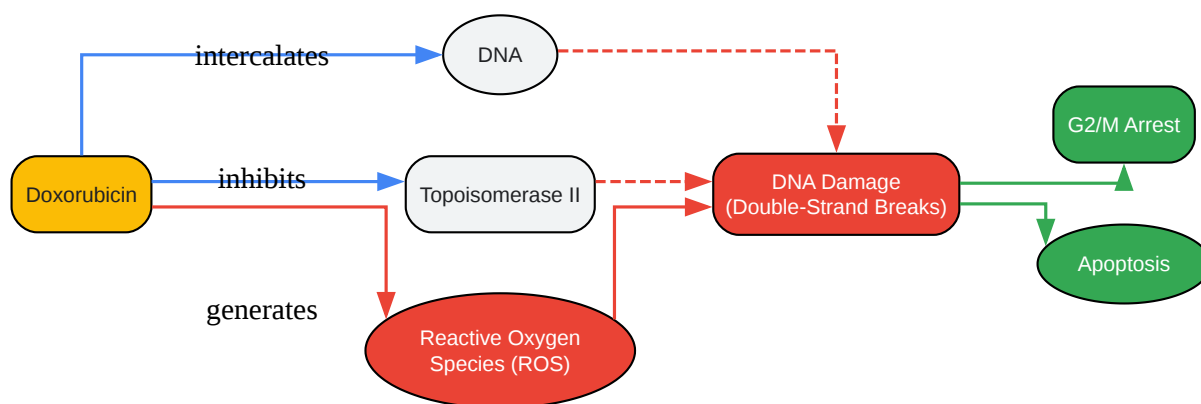 intercalates
DNA
G2/M Arrest
Doxorubicin
inhibits
Topoisomerase II
DNA Damage
(Double-Strand Breaks)
Apoptosis
generates
Reactive Oxygen
Species (ROS)